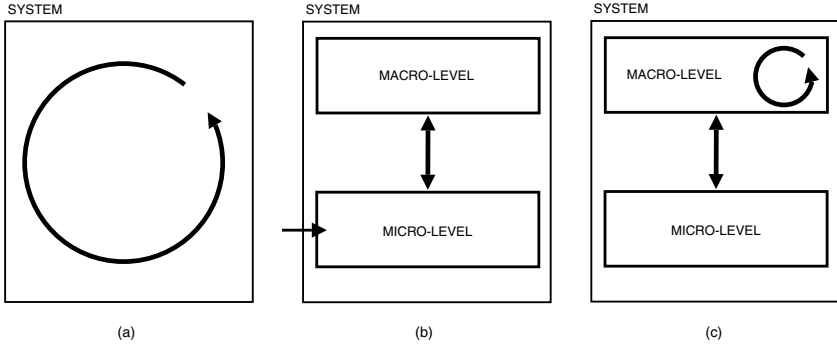 SYSTEM
(a)
SYSTEM
MACRO-LEVEL
MICRO-LEVEL
(b)
SYSTEM
MACRO-LEVEL
MICRO-LEVEL
(c)